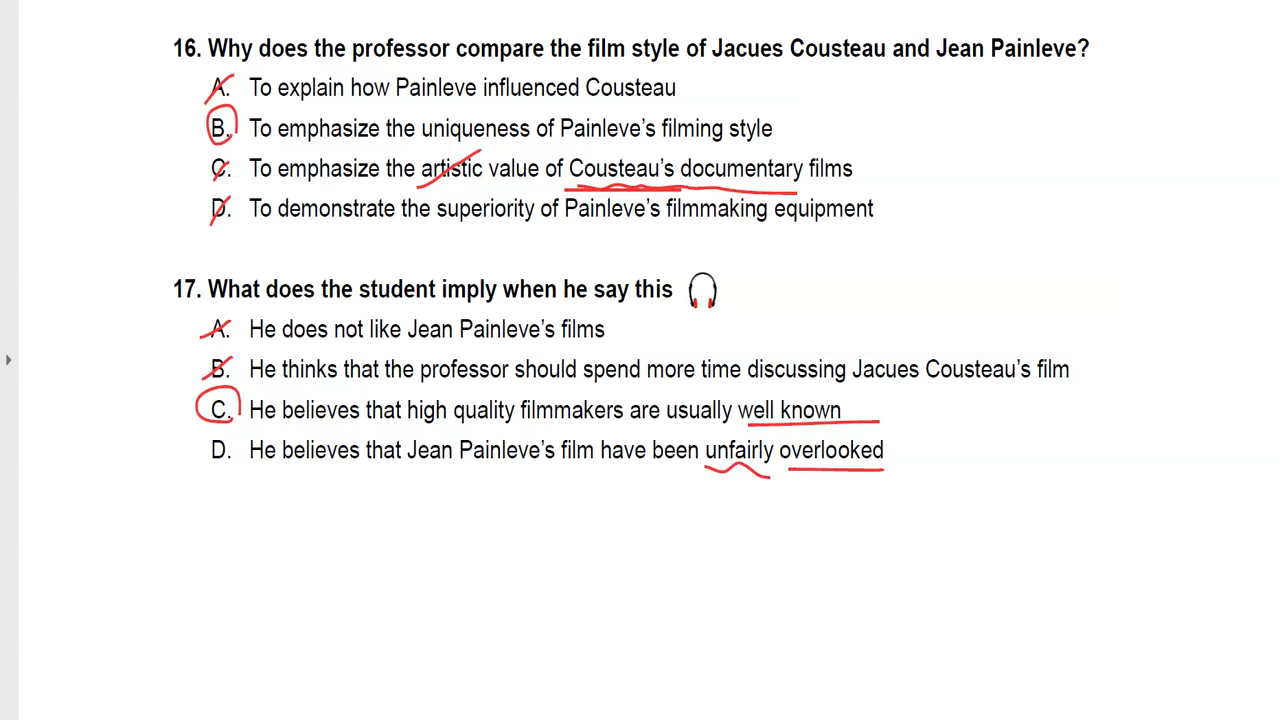 16. Why does the professor compare the film style of Jacues Cousteau and Jean Painleve?
A. To explain how Painleve influenced Cousteau
B. To emphasize the uniqueness of Painleve's filming style
C. To emphasize the artistic value of Cousteau's documentary films
D. To demonstrate the superiority of Painleve's filmmaking equipment
17. What does the student imply when he say this
A. He does not like Jean Painleve's films
B. He thinks that the professor should spend more time discussing Jacues Cousteau's film
C. He believes that high quality filmmakers are usually well known
D. He believes that Jean Painleve's film have been unfairly overlooked